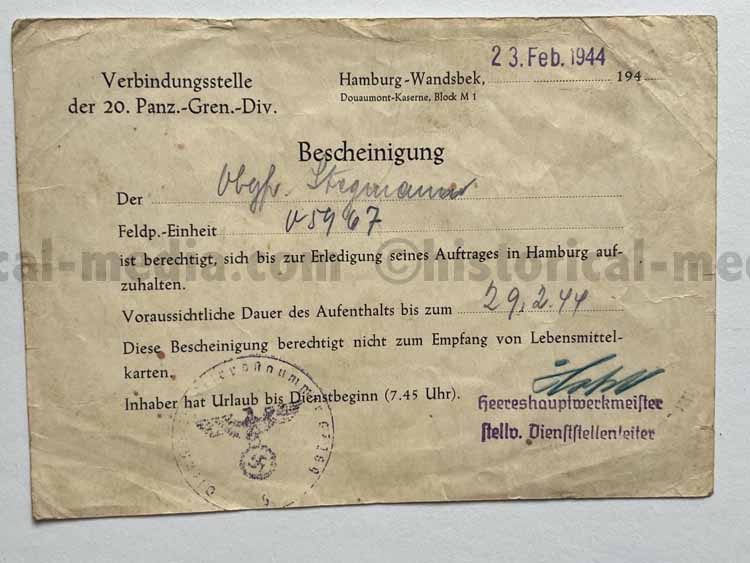 Verbindungsstelle
der 20. Panz.-Gren.-Div.
Hamburg-Wandsbek, 23. Feb. 1944 194
Douaumont-Kaserne, Block M 1
Bescheinigung
Der Obgfr. Stegmann
Feldp.-Einheit 05967
ist berechtigt, sich bis zur Erledigung seines Auftrages in Hamburg auf-
zuhalten.
cal-media.com ©historical-med
Voraussichtliche Dauer des Aufenthalts bis zum 29.2.44
Diese Bescheinigung berechtigt nicht zum Empfang von Lebensmittel-
karten.
Inhaber hat Urlaub bis Dienstbeginn (7.45 Uhr).
Heereshauptwerkmeister
stellv. Dienststellenleiter